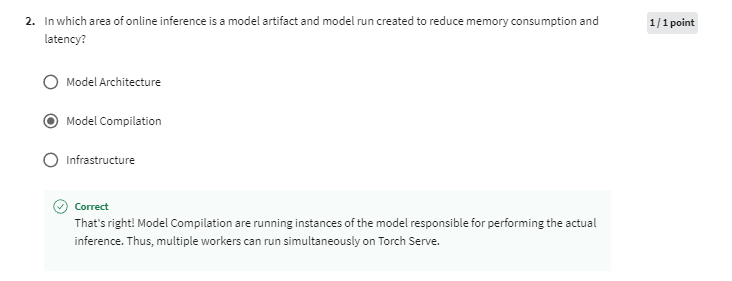 2. In which area of online inference is a model artifact and model run created to reduce memory consumption and
1 / 1 point
latency?
Model Architecture
Model Compilation
Infrastructure
Correct
That's right! Model Compilation are running instances of the model responsible for performing the actual
inference. Thus, multiple workers can run simultaneously on Torch Serve.